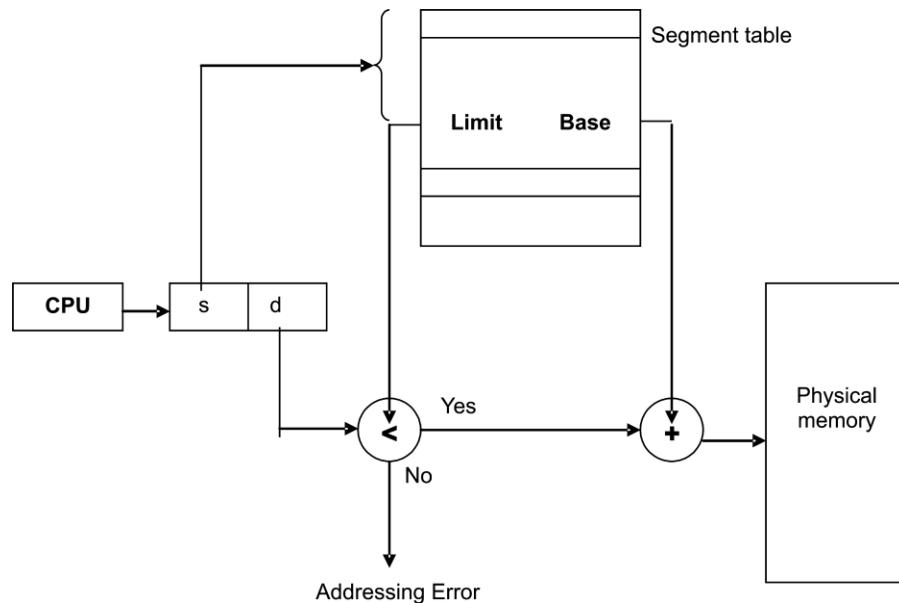 Segment table
Limit Base
CPU
s d
Yes
<
+
Physical
memory
No
Addressing Error